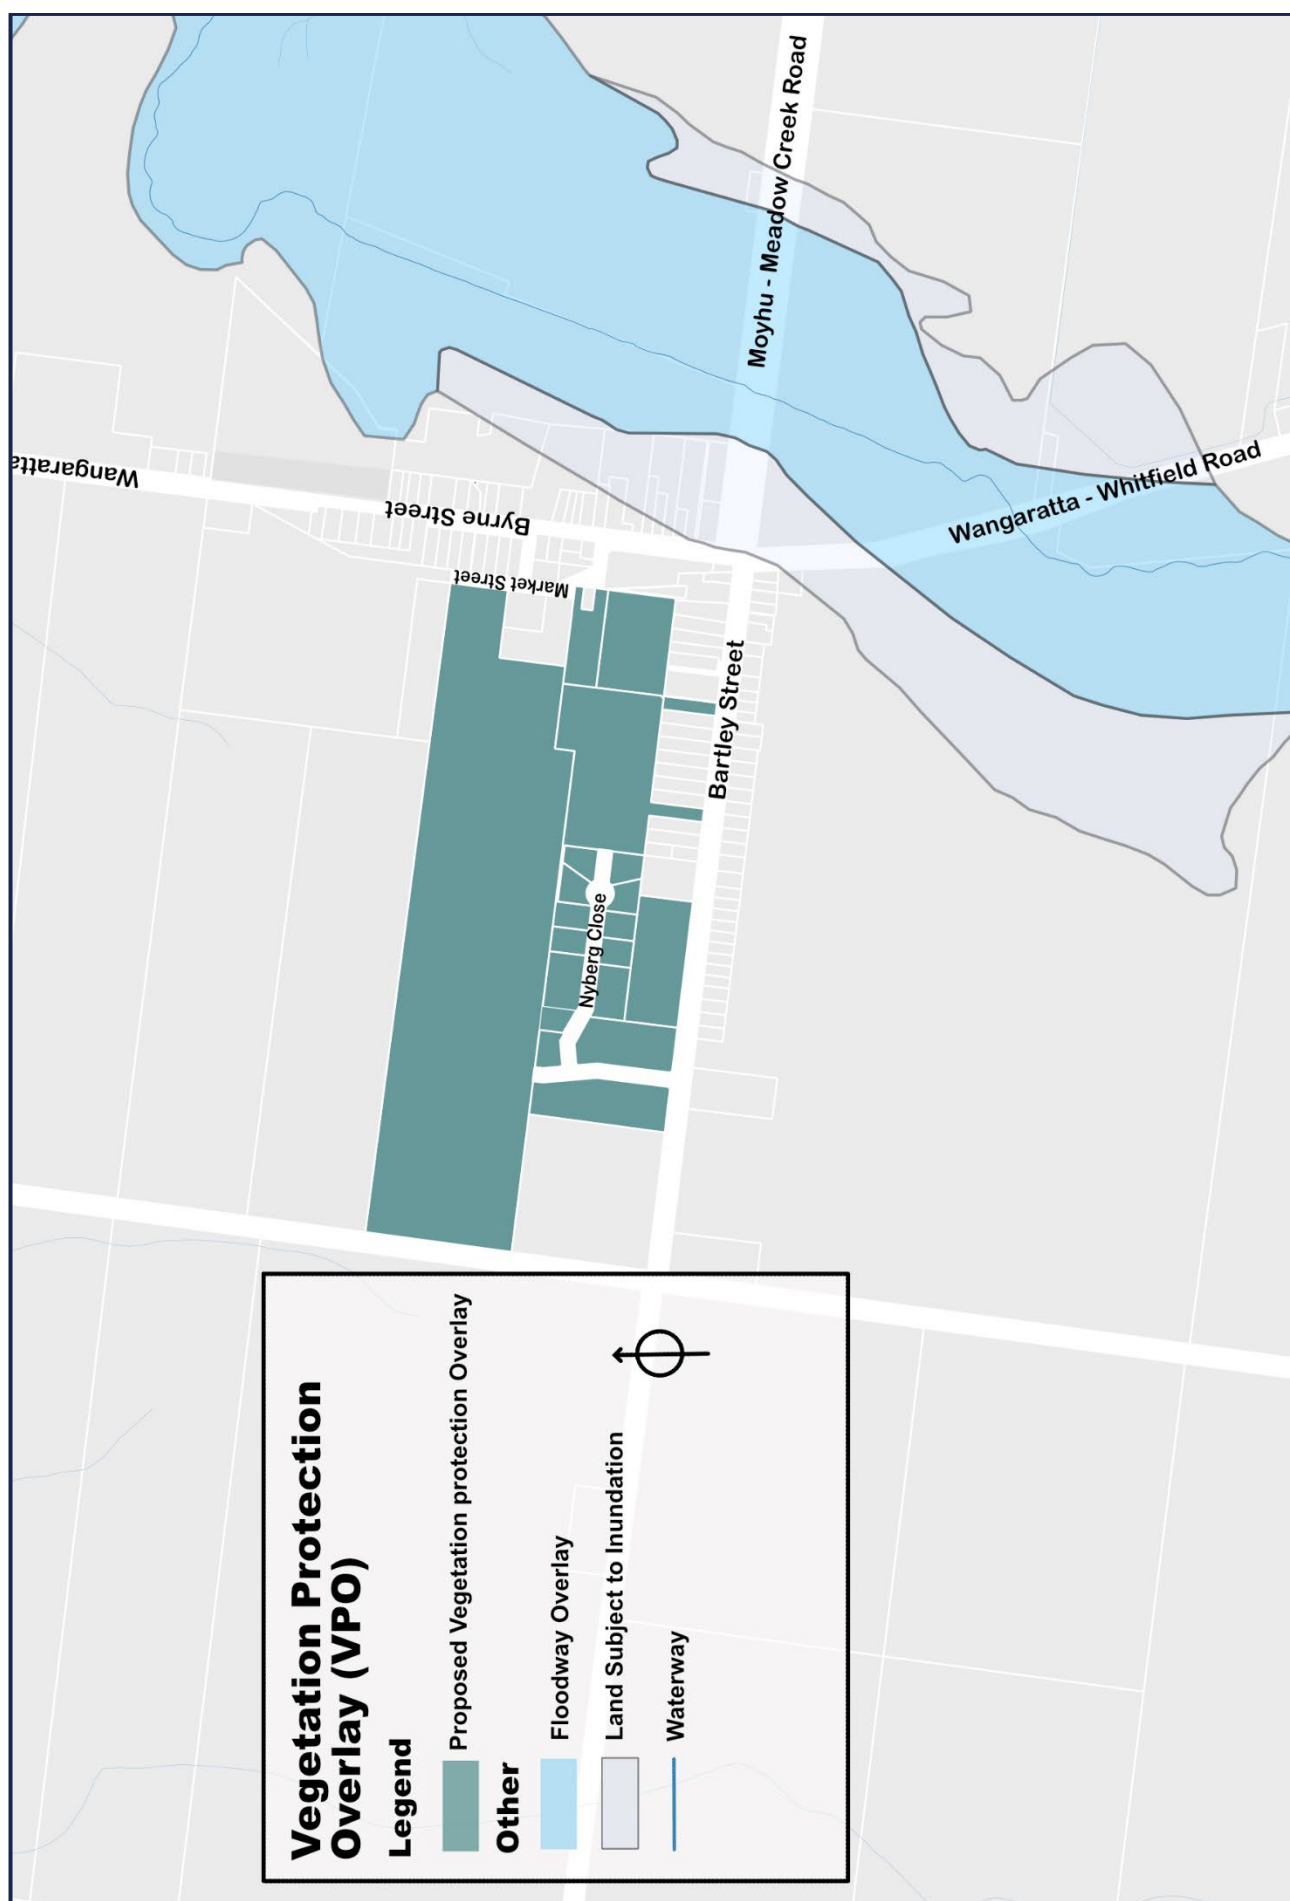 Vegetation Protection
Overlay (VPO)
Legend
Proposed Vegetation protection Overlay
Other
Floodway Overlay
Land Subject to Inundation
Waterway
Wangaratta
Byrne Street
Market Street
Nyberg Close
Bartley Street
Moyhu - Meadow Creek Road
Wangaratta - Whitfield Road